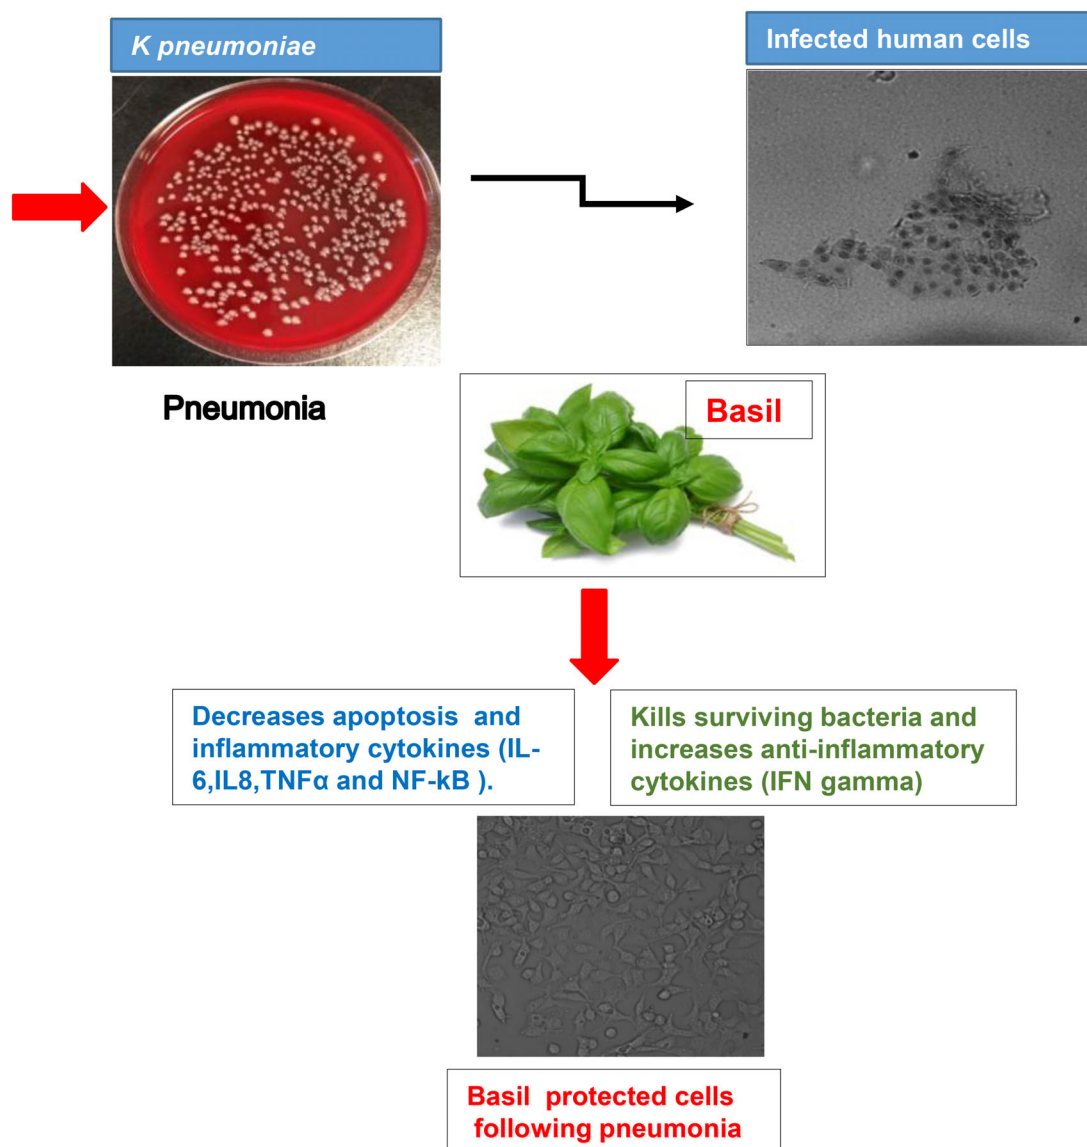 K pneumoniae
Infected human cells
Pneumonia
Basil
Decreases apoptosis and
inflammatory cytokines (IL-
6,IL8,TNFα and NF-kB ).
Kills surviving bacteria and
increases anti-inflammatory
cytokines (IFN gamma)
Basil protected cells
following pneumonia